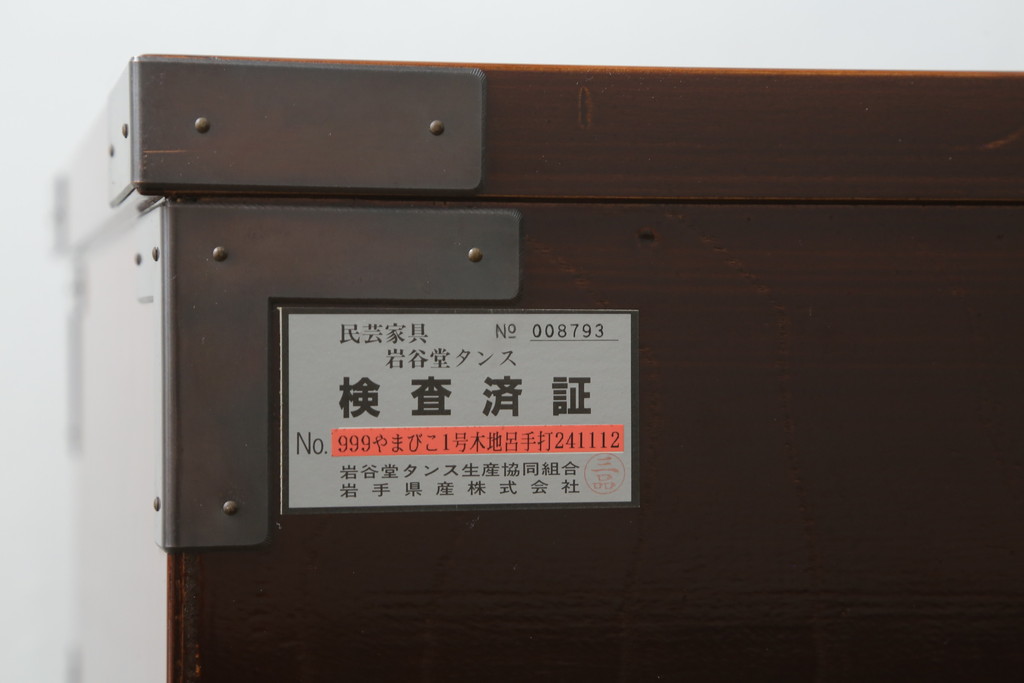 民芸家具 № 008793
岩谷堂タンス
検査済証
No. 999やまびこ1号木地呂手打241112
岩谷堂タンス生産協同組合
岩手県産株式会社